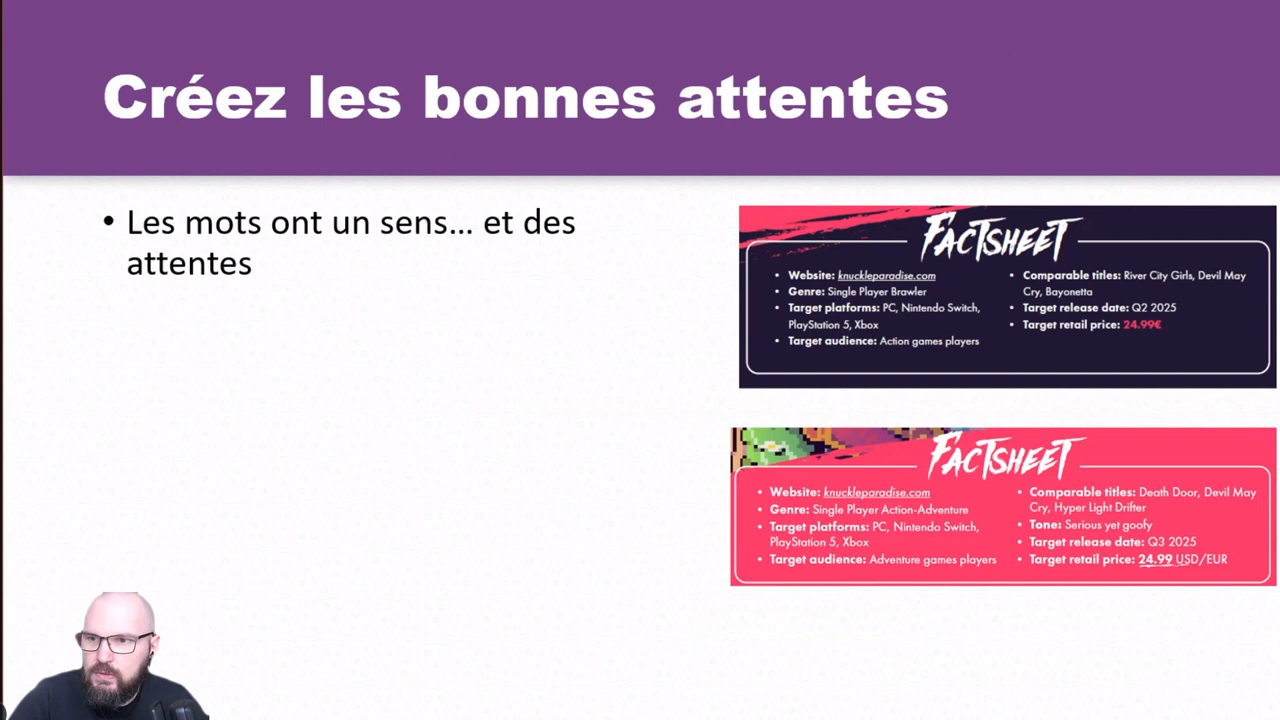 Créez les bonnes attentes
• Les mots ont un sens... et des
attentes
FACTSHEET
• Website: knuckleparadise.com
• Genre: Single Player Brawler
• Target platforms: PC, Nintendo Switch,
PlayStation 5, Xbox
• Target audience: Action games players
• Comparable titles: River City Girls, Devil May
Cry, Bayonetta
• Target release date: Q2 2025
• Target retail price: 24.99€
FACTSHEET
• Website: knuckleparadise.com
• Genre: Single Player Action-Adventure
• Target platforms: PC, Nintendo Switch,
PlayStation 5, Xbox
• Target audience: Adventure games players
• Comparable titles: Death Door, Devil May
Cry, Hyper Light Drifter
• Tone: Serious yet goofy
• Target release date: Q3 2025
• Target retail price: 24.99 USD/EUR